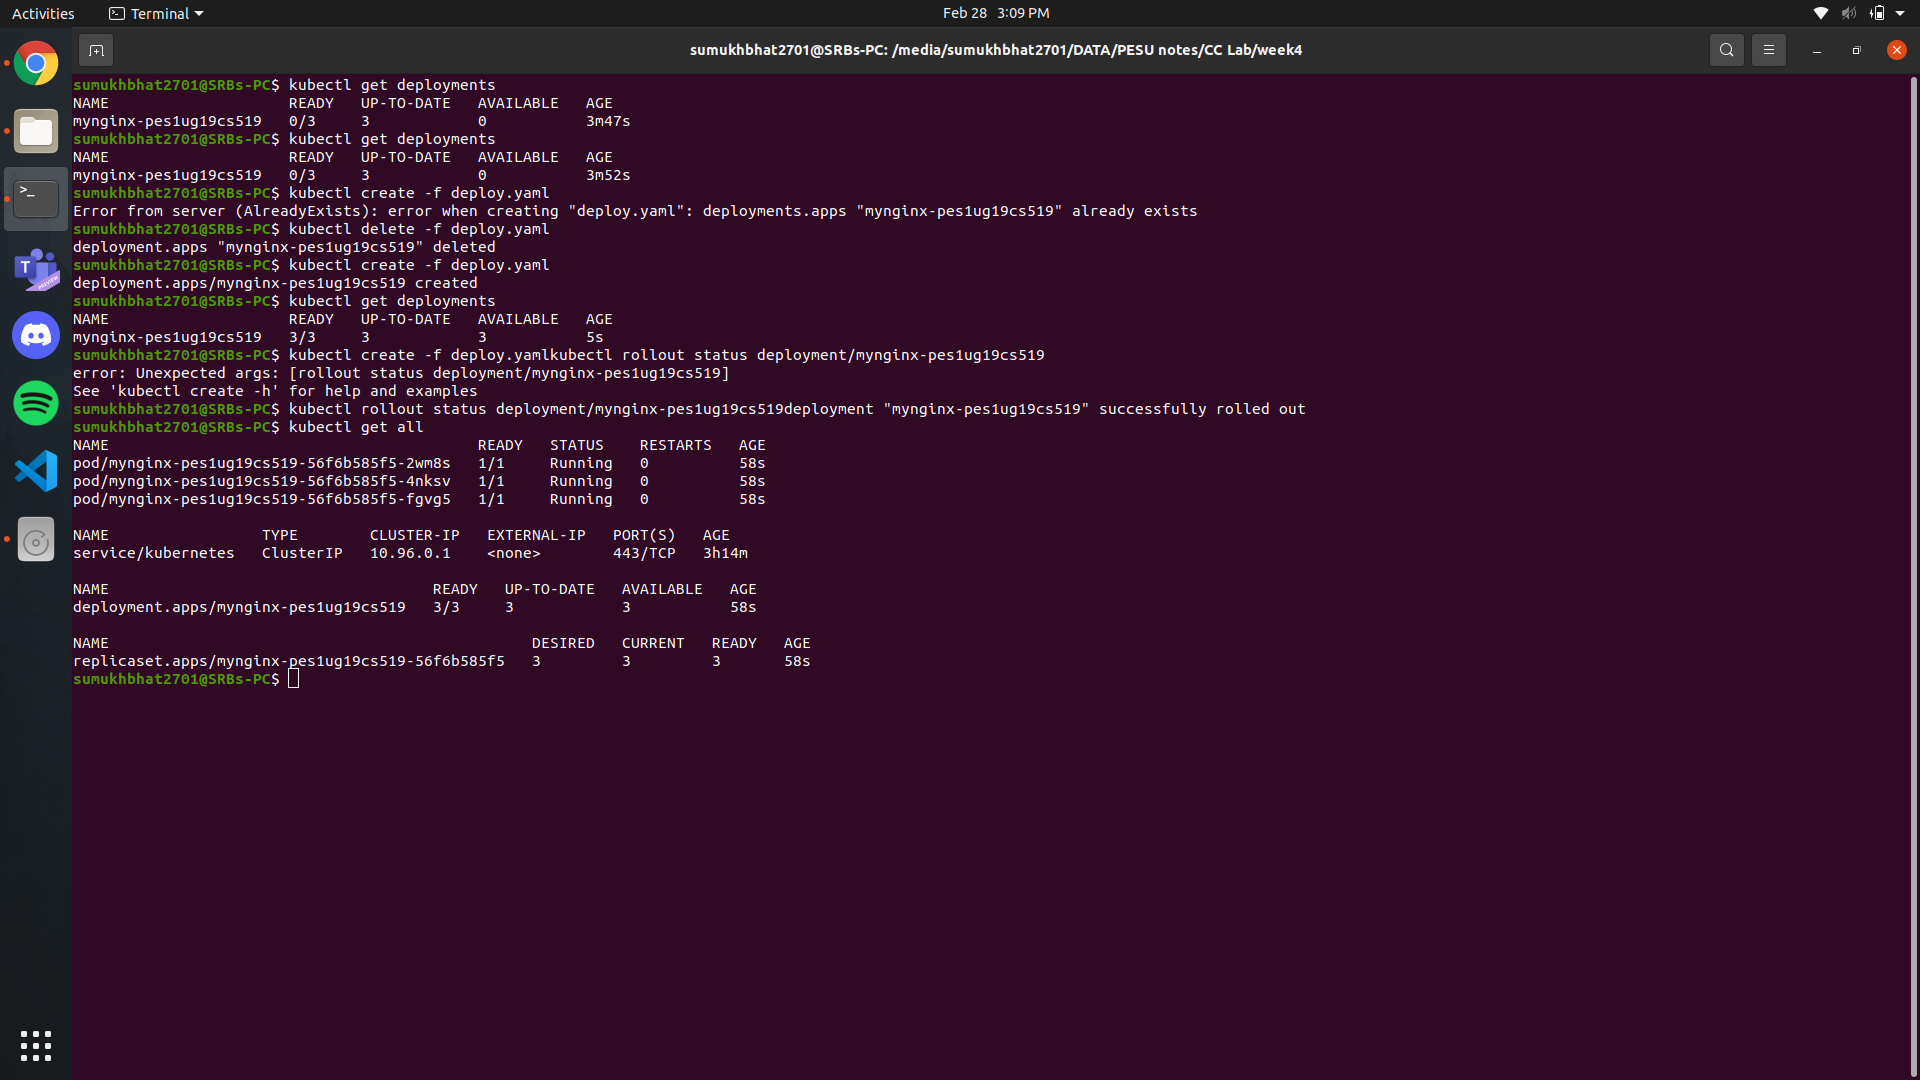 Activities Terminal Feb 28 3:09 PM
sumukhbhat2701@SRBs-PC: /media/sumukhbhat2701/DATA/PESU notes/CC Lab/week4
sumukhbhat2701@SRBs-PC$ kubectl get deployments
NAME READY UP-TO-DATE AVAILABLE AGE
mynginx-pes1ug19cs519 0/3 3 0 3m47s
sumukhbhat2701@SRBs-PC$ kubectl get deployments
NAME READY UP-TO-DATE AVAILABLE AGE
mynginx-pes1ug19cs519 0/3 3 0 3m52s
sumukhbhat2701@SRBs-PC$ kubectl create -f deploy.yaml
Error from server (AlreadyExists): error when creating "deploy.yaml": deployments.apps "mynginx-pes1ug19cs519" already exists
sumukhbhat2701@SRBs-PC$ kubectl delete -f deploy.yaml
deployment.apps "mynginx-pes1ug19cs519" deleted
sumukhbhat2701@SRBs-PC$ kubectl create -f deploy.yaml
deployment.apps/mynginx-pes1ug19cs519 created
sumukhbhat2701@SRBs-PC$ kubectl get deployments
NAME READY UP-TO-DATE AVAILABLE AGE
mynginx-pes1ug19cs519 3/3 3 3 5s
sumukhbhat2701@SRBs-PC$ kubectl create -f deploy.yamlkubectl rollout status deployment/mynginx-pes1ug19cs519
error: Unexpected args: [rollout status deployment/mynginx-pes1ug19cs519]
See 'kubectl create -h' for help and examples
sumukhbhat2701@SRBs-PC$ kubectl rollout status deployment/mynginx-pes1ug19cs519deployment "mynginx-pes1ug19cs519" successfully rolled out
sumukhbhat2701@SRBs-PC$ kubectl get all
NAME READY STATUS RESTARTS AGE
pod/mynginx-pes1ug19cs519-56f6b585f5-2wm8s 1/1 Running 0 58s
pod/mynginx-pes1ug19cs519-56f6b585f5-4nksv 1/1 Running 0 58s
pod/mynginx-pes1ug19cs519-56f6b585f5-fgvg5 1/1 Running 0 58s
NAME TYPE CLUSTER-IP EXTERNAL-IP PORT(S) AGE
service/kubernetes ClusterIP 10.96.0.1 <none> 443/TCP 3h14m
NAME READY UP-TO-DATE AVAILABLE AGE
deployment.apps/mynginx-pes1ug19cs519 3/3 3 3 58s
NAME DESIRED CURRENT READY AGE
replicaset.apps/mynginx-pes1ug19cs519-56f6b585f5 3 3 3 58s
sumukhbhat2701@SRBs-PC$